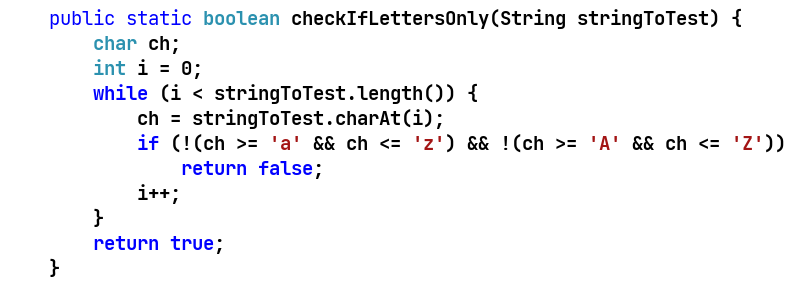 public static boolean checkIfLettersOnly(String stringToTest) {
char ch;
int i = 0;
while (i < stringToTest.length()) {
ch = stringToTest.charAt(i);
if (!(ch >= 'a' && ch <= 'z') && !(ch >= 'A' && ch <= 'Z'))
return false;
i++;
}
return true;
}